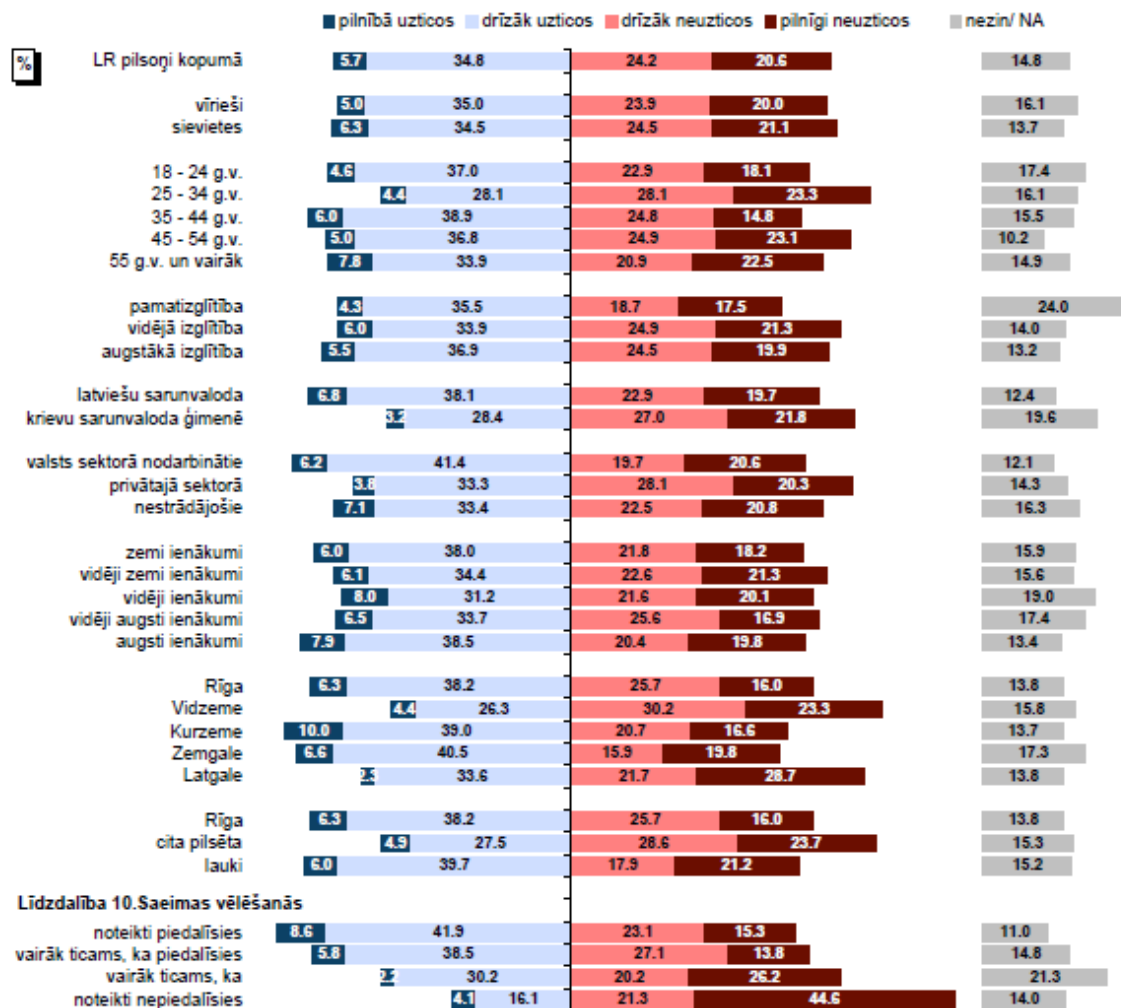 pilnībā uzticos drīzāk uzticos drīzāk neuzticos pilnīgi neuzticos nezin/ NA
%
LR pilsoņi kopumā 5.7 34.8 24.2 20.6 14.8
vīrieši 5.0 35.0 23.9 20.0 16.1
sievietes 6.3 34.5 24.5 21.1 13.7
18 - 24 g.v. 4.6 37.0 22.9 18.1 17.4
25 - 34 g.v. 4.4 28.1 28.1 23.3 16.1
35 - 44 g.v. 6.0 38.9 24.8 14.8 15.5
45 - 54 g.v. 5.0 36.8 24.9 23.1 10.2
55 g.v. un vairāk 7.8 33.9 20.9 22.5 14.9
pamatizglītība 4.3 35.5 18.7 17.5 24.0
vidējā izglītība 6.0 33.9 24.9 21.3 14.0
augstākā izglītība 5.5 36.9 24.5 19.9 13.2
latviešu sarunvaloda 6.8 38.1 22.9 19.7 12.4
krievu sarunvaloda ģimenē 3.2 28.4 27.0 21.8 19.6
valsts sektorā nodarbinātie 6.2 41.4 19.7 20.6 12.1
privātajā sektorā 3.8 33.3 28.1 20.3 14.3
nestrādājošie 7.1 33.4 22.5 20.8 16.3
zemi ienākumi 6.0 38.0 21.8 18.2 15.9
vidēji zemi ienākumi 6.1 34.4 22.6 21.3 15.6
vidēji ienākumi 8.0 31.2 21.6 20.1 19.0
vidēji augsti ienākumi 6.5 33.7 25.6 16.9 17.4
augsti ienākumi 7.9 38.5 20.4 19.8 13.4
Rīga 6.3 38.2 25.7 16.0 13.8
Vidzeme 4.4 26.3 30.2 23.3 15.8
Kurzeme 10.0 39.0 20.7 16.6 13.7
Zemgale 6.6 40.5 15.9 19.8 17.3
Latgale 2.3 33.6 21.7 28.7 13.8
Rīga 6.3 38.2 25.7 16.0 13.8
cita pilsēta 4.9 27.5 28.6 23.7 15.3
lauki 6.0 39.7 17.9 21.2 15.2
Līdzdalība 10.Saeimas vēlēšanās
noteikti piedalīsies 8.6 41.9 23.1 15.3 11.0
vairāk ticams, ka piedalīsies 5.8 38.5 27.1 13.8 14.8
vairāk ticams, ka 2.2 30.2 20.2 26.2 21.3
noteikti nepiedalīsies 4.1 16.1 21.3 44.6 14.0